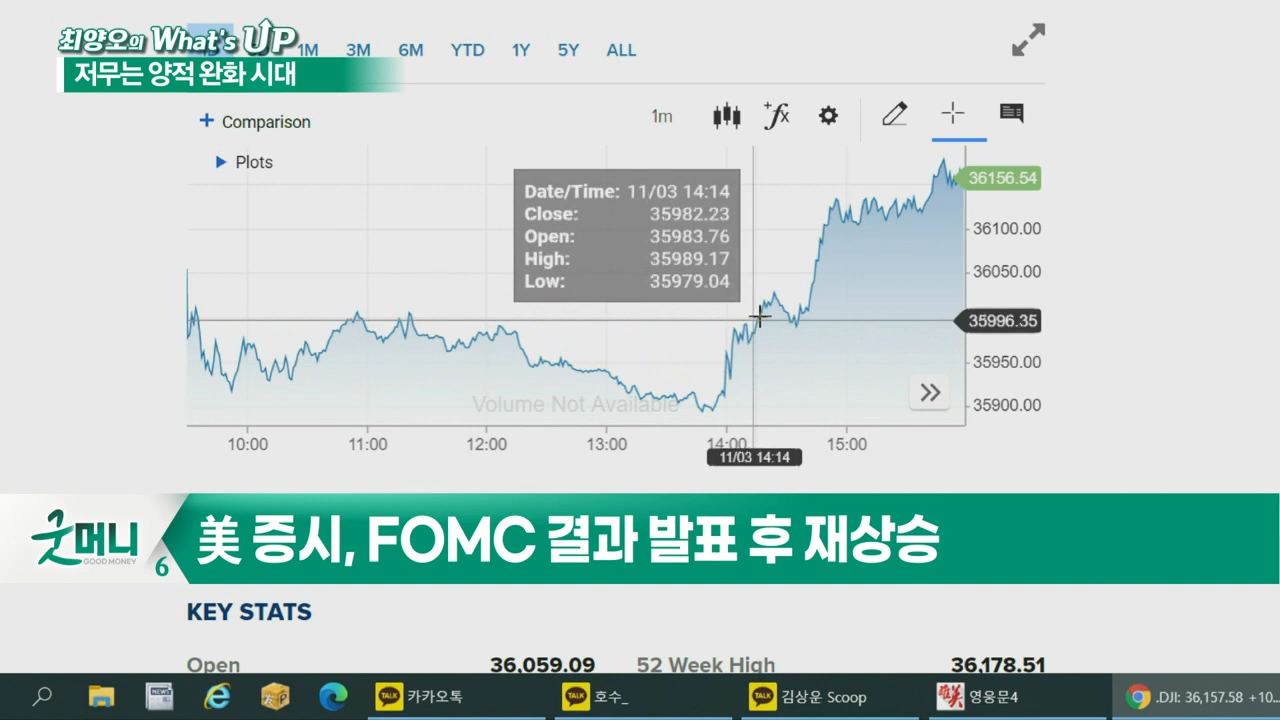 최양오의 What's UP
저무는 양적 완화 시대
1M 3M 6M YTD 1Y 5Y ALL
+ Comparison
1m
Plots
Date/Time: 11/03 14:14
Close: 35982.23
Open: 35983.76
High: 35989.17
Low: 35979.04
36156.54
36100.00
36050.00
35996.35
35950.00
35900.00
Volume Not Available
10:00 11:00 12:00 13:00 14:00 15:00
11/03 14:14
굿머니
GOOD MONEY
6
美 증시, FOMC 결과 발표 후 재상승
KEY STATS
Open 36,059.09 52 Week High 36,178.51
TALK 카카오톡 TALK 호수_ TALK 김상운 Scoop 영웅문4 .DJI: 36,157.58 +10..